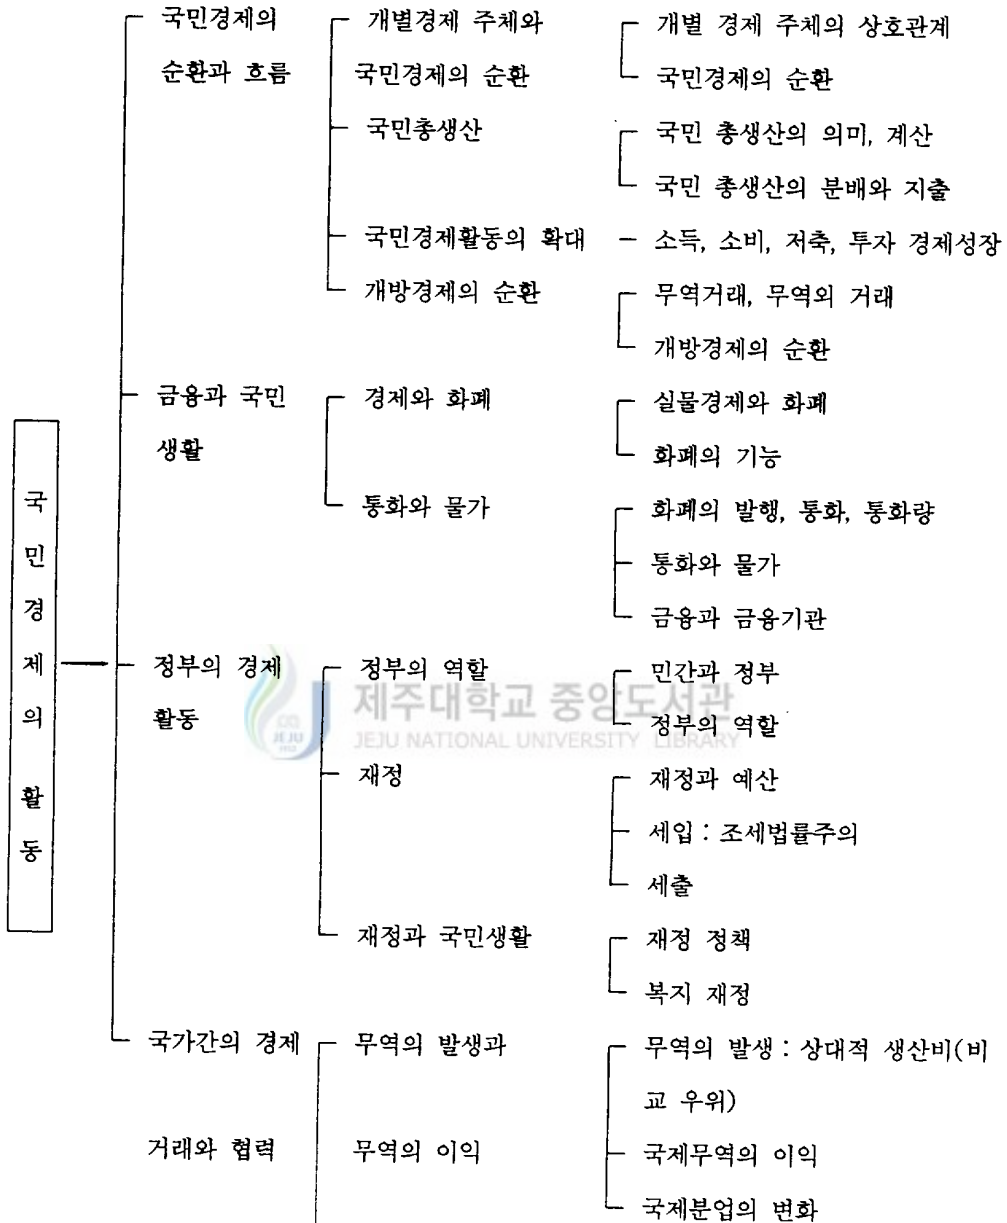 국민경제의 개별경제 주체와 개별 경제 주체의 상호관계
순환과 흐름 국민경제의 순환 국민경제의 순환
국민총생산 국민 총생산의 의미, 계산
국민 총생산의 분배와 지출
국민경제활동의 확대 소득, 소비, 저축, 투자 경제성장
개방경제의 순환 무역거래, 무역외 거래
개방경제의 순환
금융과 국민 경제와 화폐 실물경제와 화폐
생활 화폐의 기능
통화와 물가 화폐의 발행, 통화, 통화량
통화와 물가
금융과 금융기관
국민경제의 활동
정부의 경제 정부의 역할 민간과 정부
활동 정부의 역할
제주대학교 중앙도서관
JEJU NATIONAL UNIVERSITY LIBRARY
JEJU
1952
재정 재정과 예산
세입 : 조세법률주의
세출
재정과 국민생활 재정 정책
복지 재정
국가간의 경제 무역의 발생과 무역의 발생 : 상대적 생산비(비
교 우위)
거래와 협력 무역의 이익 국제무역의 이익
국제분업의 변화